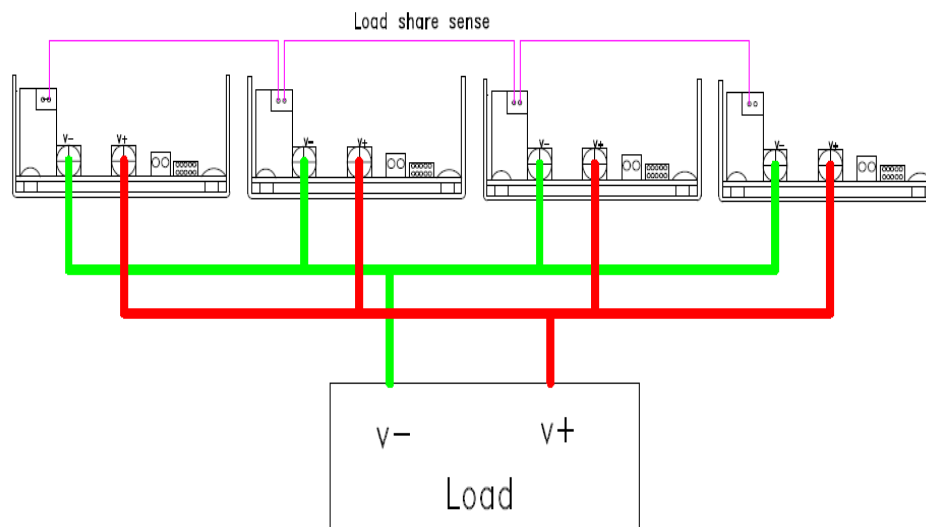 Load share sense
V- V+ V- V+ V- V+ V- V+
V- V+
Load